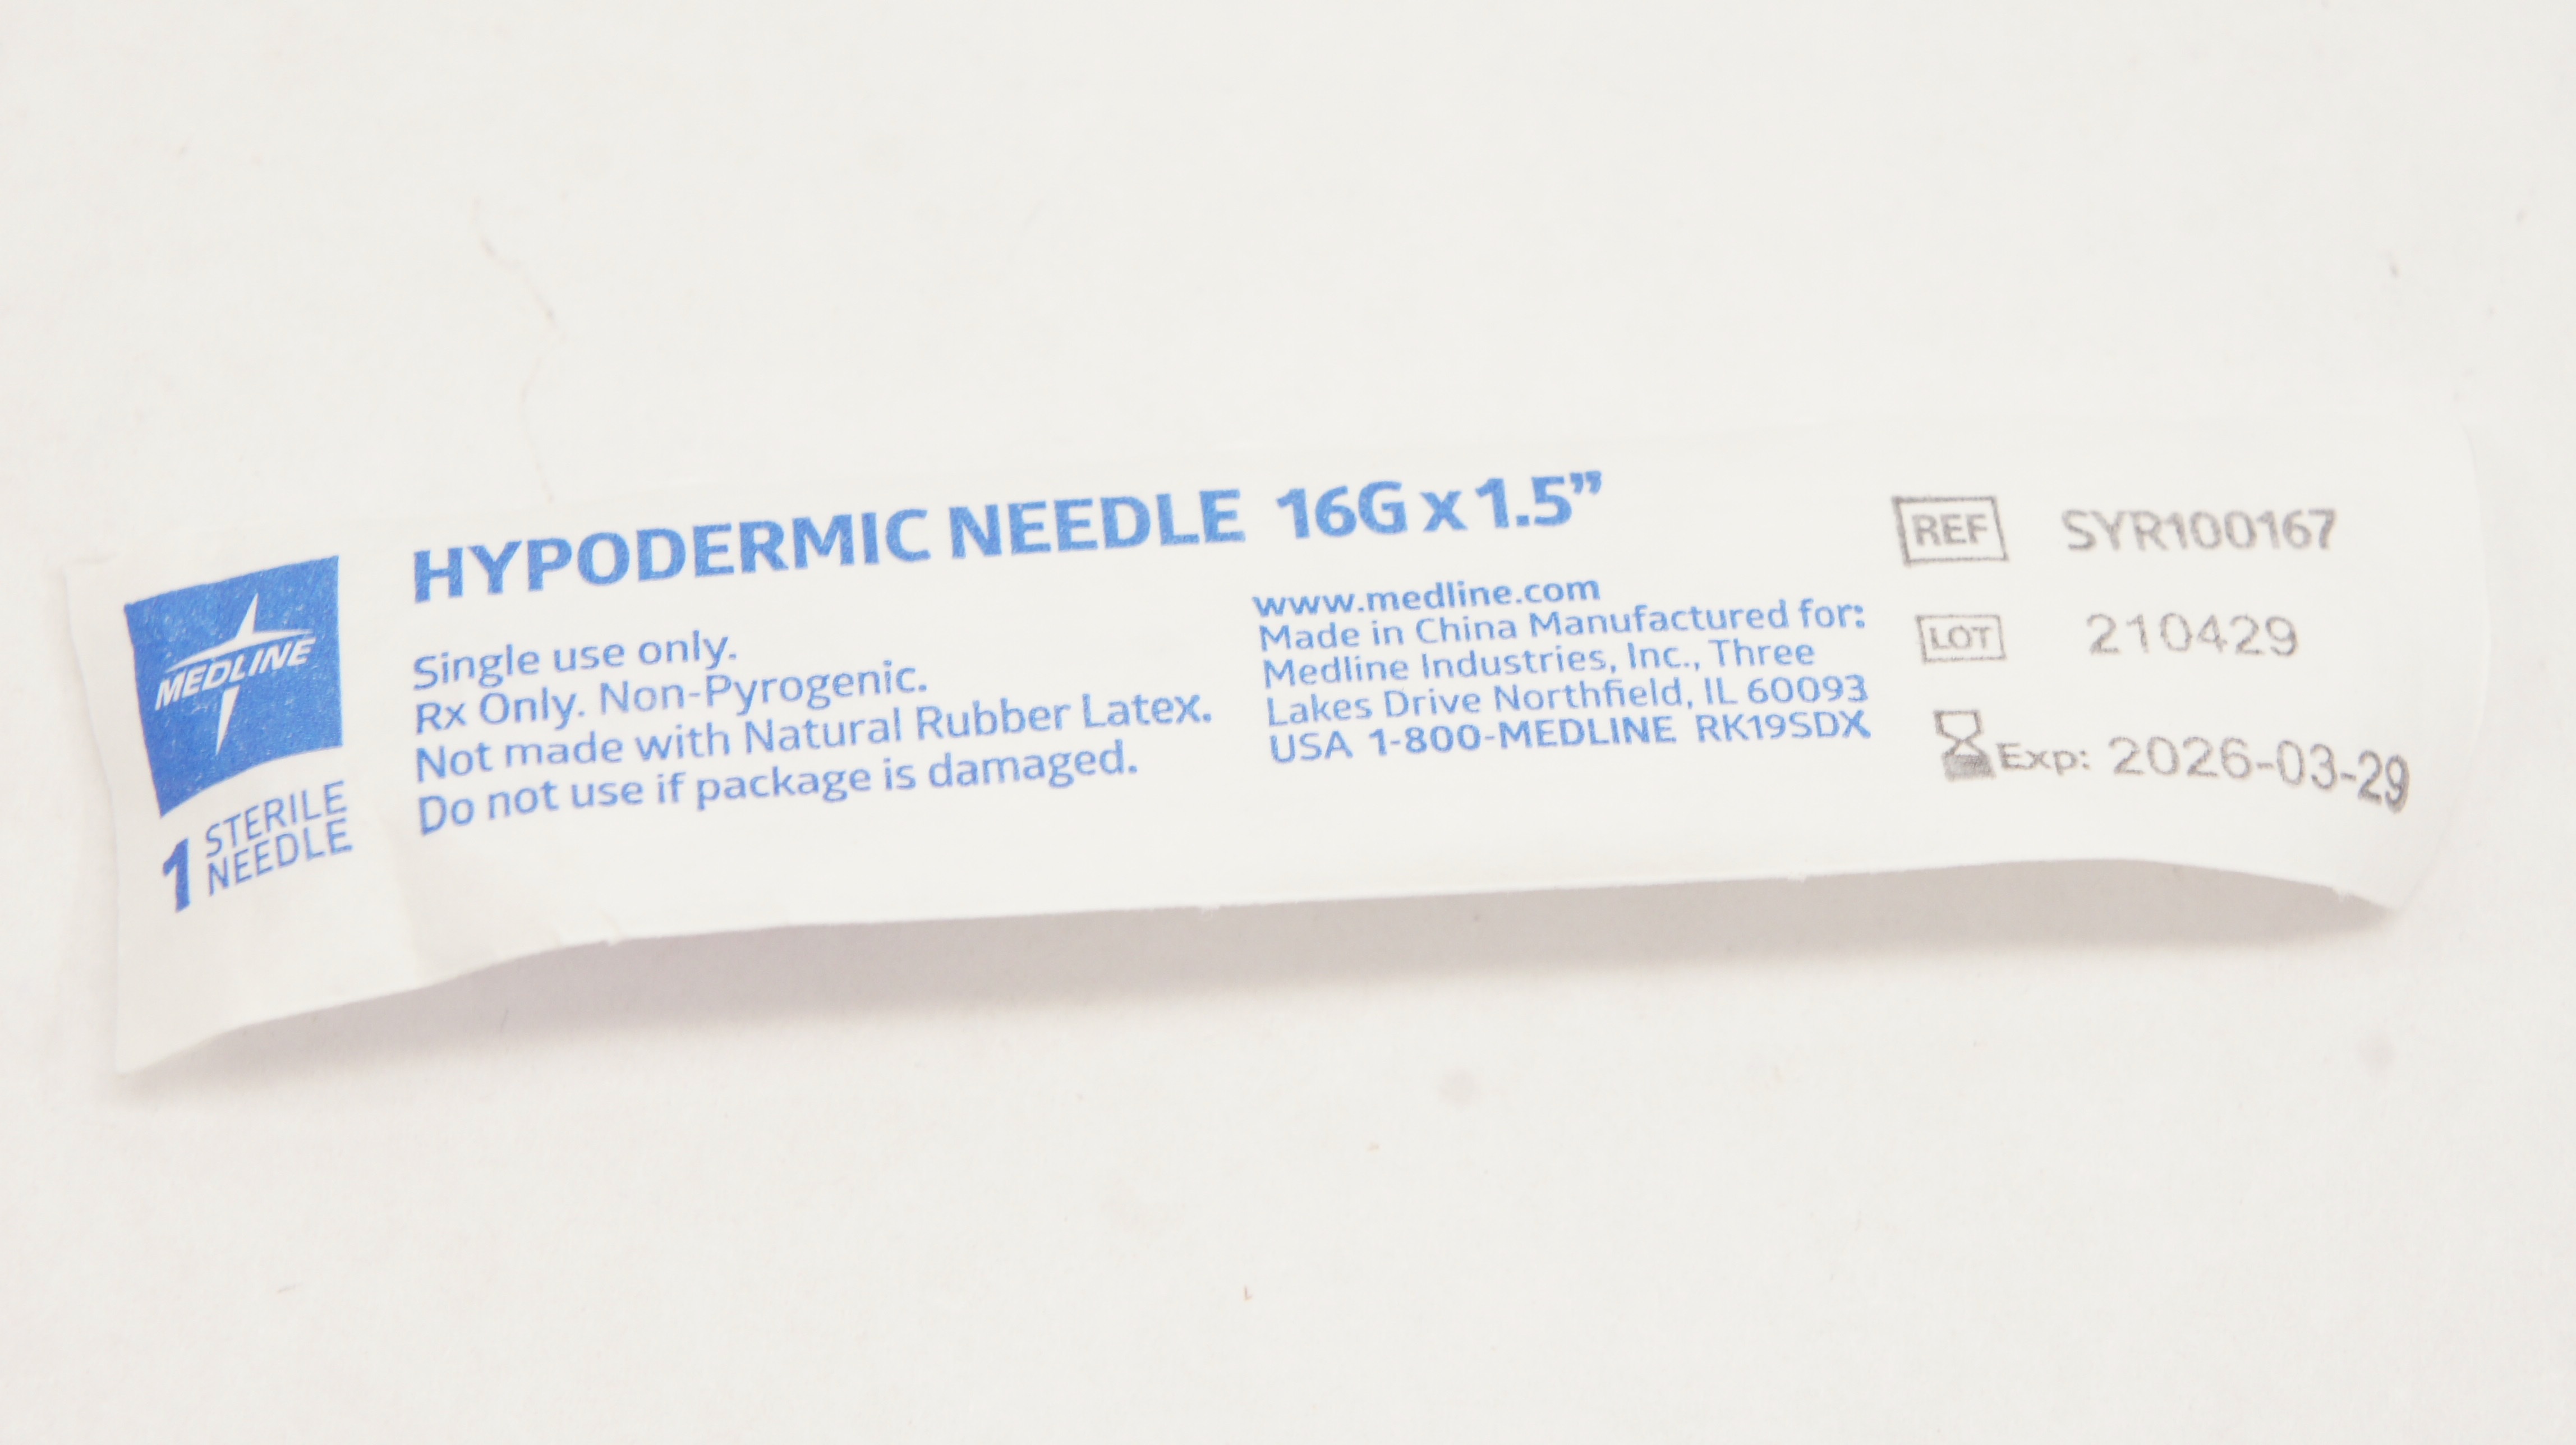 MEDLINE
1 STERILE
NEEDLE
HYPODERMIC NEEDLE 16G x 1.5”
Single use only.
Rx Only. Non-Pyrogenic.
Not made with Natural Rubber Latex.
Do not use if package is damaged.
www.medline.com
Made in China Manufactured for:
Medline Industries, Inc., Three
Lakes Drive Northfield, IL 60093
USA 1-800-MEDLINE RK19SDX
REF SYR100167
LOT 210429
Exp: 2026-03-29